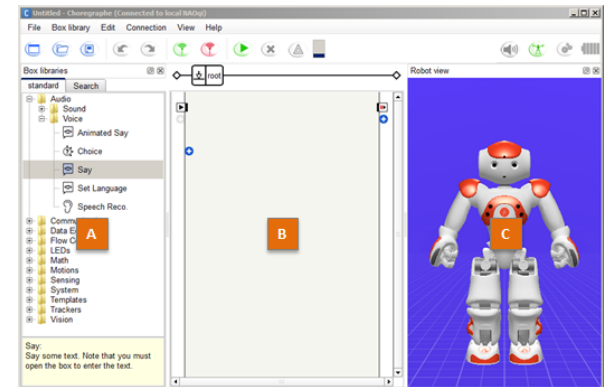 Untitled - Choregraphe (Connected to local NAOqi)
File Box library Edit Connection View Help
Box libraries
root
Robot view
standard Search
Audio
Sound
Voice
Animated Say
Choice
Say
Set Language
Speech Reco.
Flow
LEDs
Math
Motions
Sensing
System
Templates
Trackers
Vision
A
B
C
Say:
Say some text. Note that you must
open the box to enter the text.